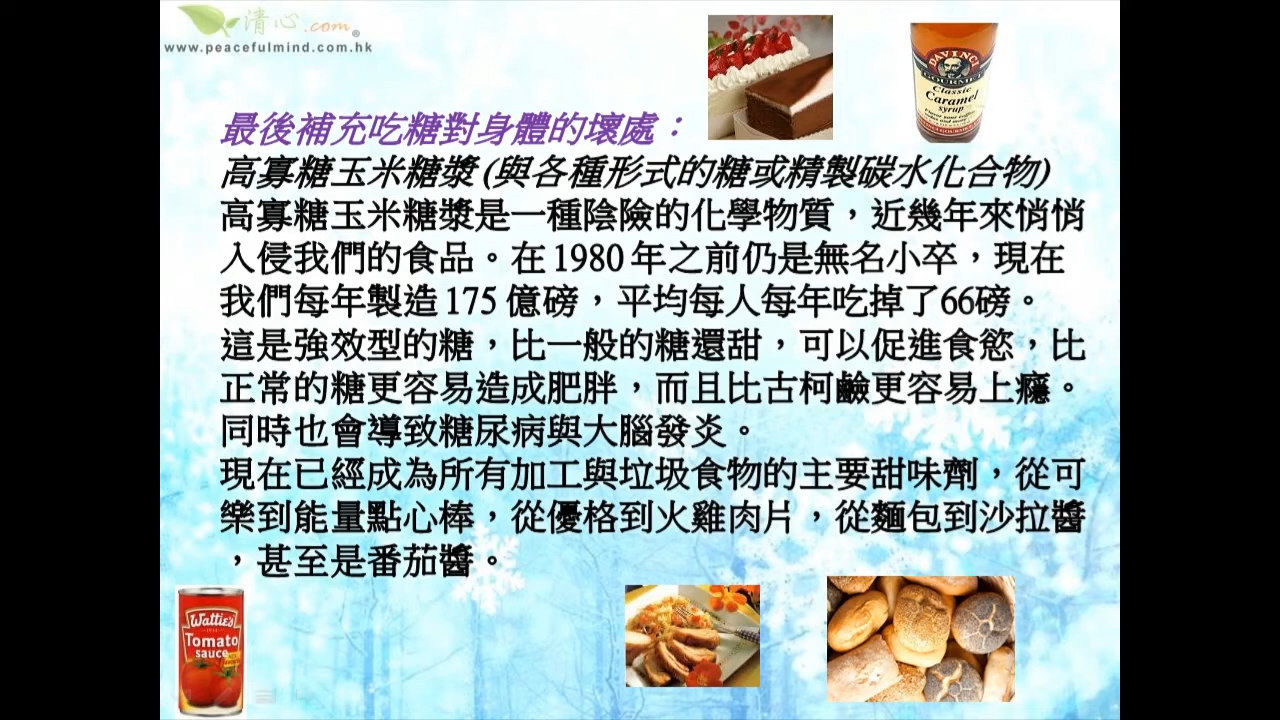 清心.com®
www.peacefulmind.com.hk
DAVINCI
GOURMET
Classic
Caramel
syrup
最後補充吃糖對身體的壞處：
高寡糖玉米糖漿(與各種形式的糖或精製碳水化合物)
高寡糖玉米糖漿是一種陰險的化學物質，近幾年來悄悄
入侵我們的食品。在1980年之前仍是無名小卒，現在
我們每年製造175 億磅，平均每人每年吃掉了66磅。
這是強效型的糖，比一般的糖還甜，可以促進食慾，比
正常的糖更容易造成肥胖，而且比古柯鹼更容易上癮。
同時也會導致糖尿病與大腦發炎。
現在已經成為所有加工與垃圾食物的主要甜味劑，從可
樂到能量點心棒，從優格到火雞肉片，從麵包到沙拉醬
，甚至是番茄醬。
Wattie's
Tomato
sauce